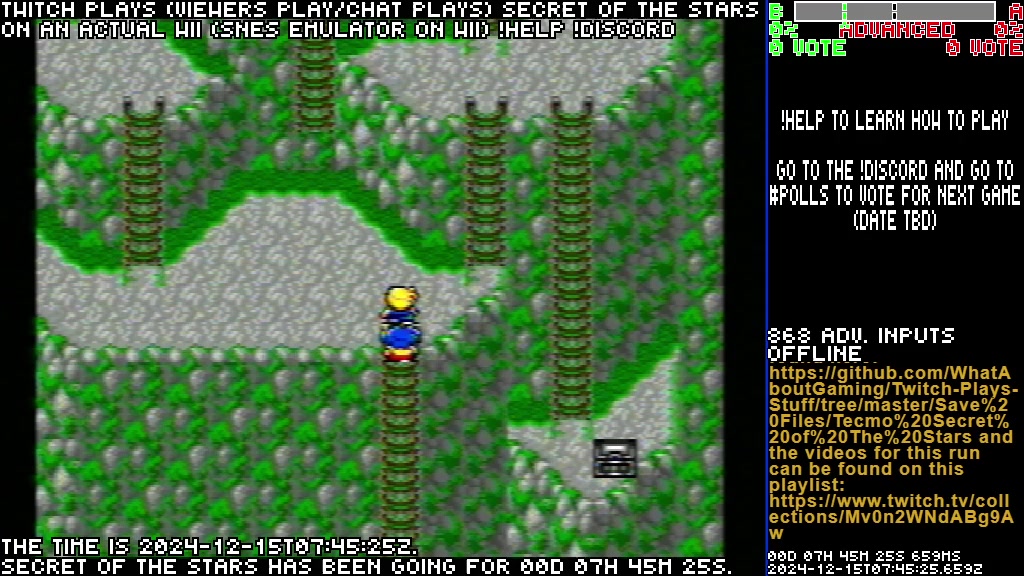 TWITCH PLAYS (VIEWERS PLAY/CHAT PLAYS) SECRET OF THE STARS
ON AN ACTUAL WII (SNES EMULATOR ON WII) !HELP !DISCORD
B A
0% ADVANCED 0%
0 VOTE 0 VOTE
!HELP TO LEARN HOW TO PLAY
GO TO THE !DISCORD AND GO TO
#POLLS TO VOTE FOR NEXT GAME
(DATE TBD)
868 ADV. INPUTS
OFFLINE
https://github.com/WhatA
boutGaming/Twitch-Plays-
Stuff/tree/master/Save%2
0Files/Tecmo%20Secret%
20of%20The%20Stars and
the videos for this run
can be found on this
playlist:
https://www.twitch.tv/coll
ections/Mv0n2WNdABg9A
w
THE TIME IS 2024-12-15T07:45:25Z.
SECRET OF THE STARS HAS BEEN GOING FOR 00D 07H 45M 25S.
00D 07H 45M 25S 659MS
2024-12-15T07:45:25.659Z